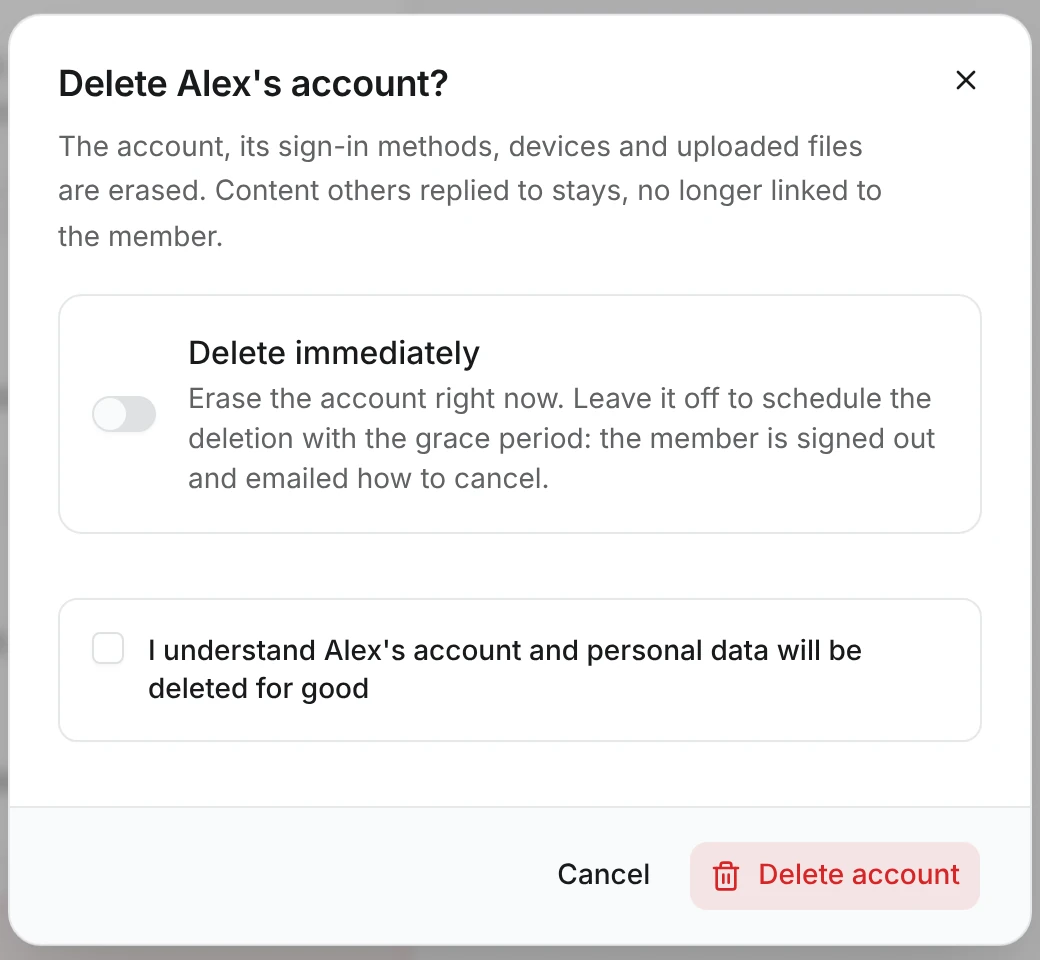 Delete Alex's account?
The account, its sign-in methods, devices and uploaded files
are erased. Content others replied to stays, no longer linked to
the member.
Delete immediately
Erase the account right now. Leave it off to schedule the
deletion with the grace period: the member is signed out
and emailed how to cancel.
I understand Alex's account and personal data will be
deleted for good
Cancel
Delete account